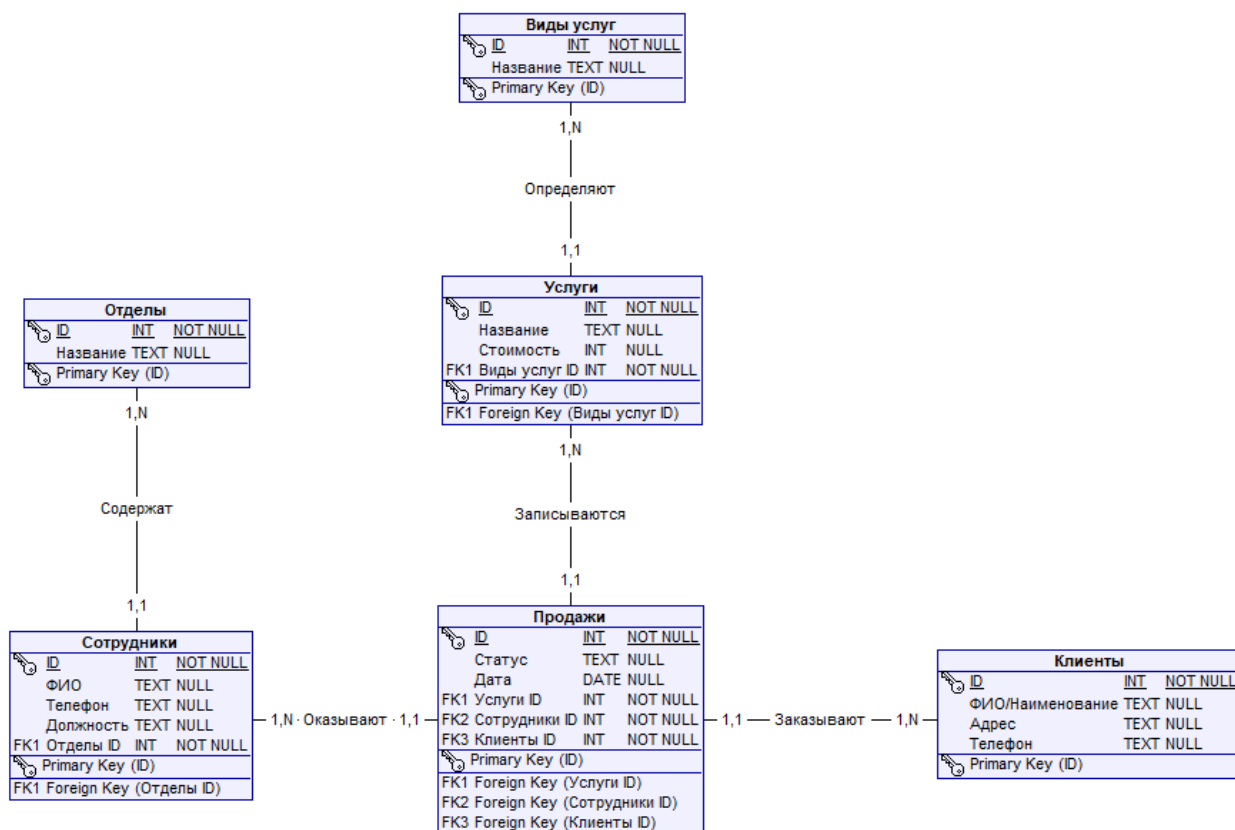 Виды услуг
ID INT NOT NULL
Название TEXT NULL
Primary Key (ID)
1,N
Определяют
1,1
Услуги
ID INT NOT NULL
Название TEXT NULL
Стоимость INT NULL
FK1 Виды услуг ID INT NOT NULL
Primary Key (ID)
FK1 Foreign Key (Виды услуг ID)
Отделы
ID INT NOT NULL
Название TEXT NULL
Primary Key (ID)
1,N
Содержат
1,1
1,N
Записываются
1,1
Сотрудники
ID INT NOT NULL
ФИО TEXT NULL
Телефон TEXT NULL
Должность TEXT NULL
FK1 Отделы ID INT NOT NULL
Primary Key (ID)
FK1 Foreign Key (Отделы ID)
1,N Оказывают 1,1
Продажи
ID INT NOT NULL
Статус TEXT NULL
Дата DATE NULL
FK1 Услуги ID INT NOT NULL
FK2 Сотрудники ID INT NOT NULL
FK3 Клиенты ID INT NOT NULL
Primary Key (ID)
FK1 Foreign Key (Услуги ID)
FK2 Foreign Key (Сотрудники ID)
FK3 Foreign Key (Клиенты ID)
1,1 Заказывают 1,N
Клиенты
ID INT NOT NULL
ФИО/Наименование TEXT NULL
Адрес TEXT NULL
Телефон TEXT NULL
Primary Key (ID)